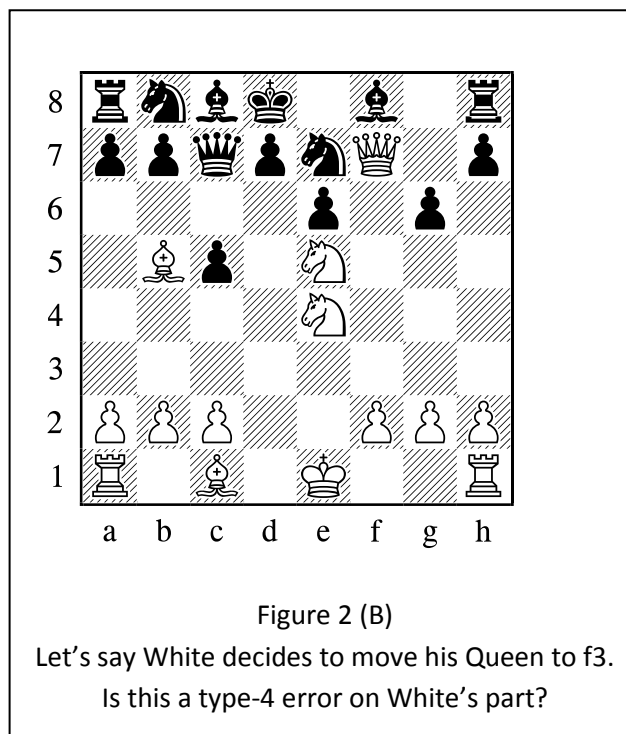 8
7
6
5
4
3
2
1
a b c d e f g h
Figure 2 (B)
Let’s say White decides to move his Queen to f3.
Is this a type-4 error on White’s part?